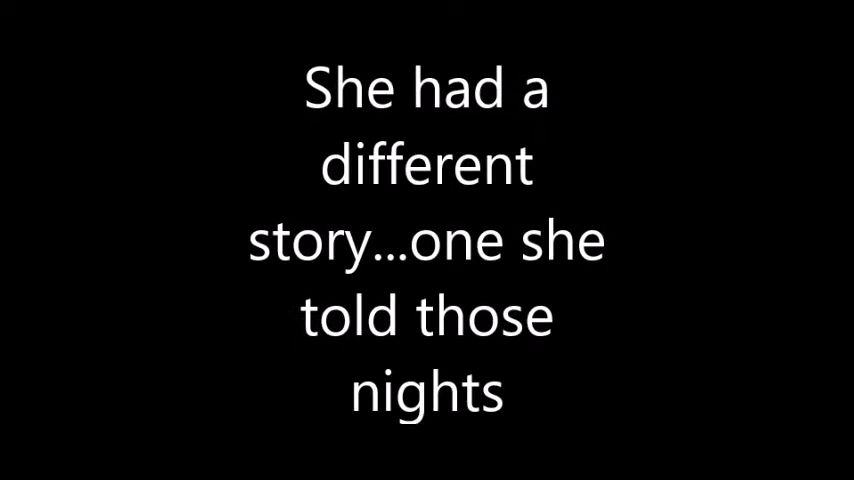 She had a
different
story...one she
told those
nights